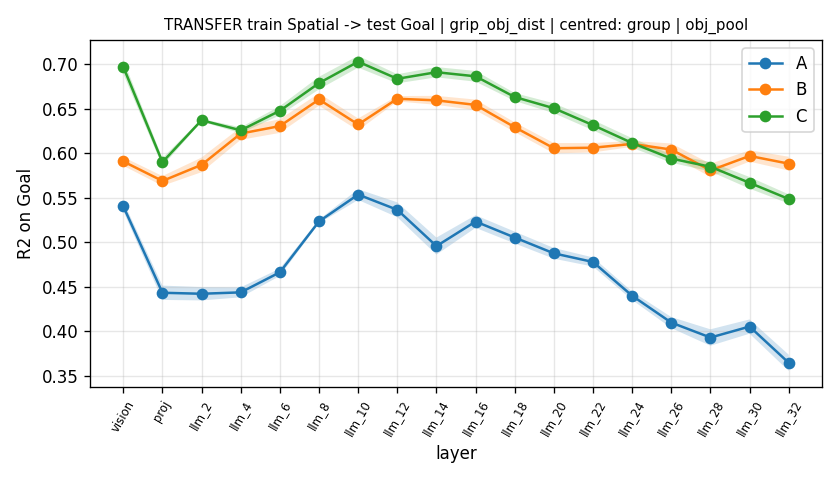 TRANSFER train Spatial -> test Goal | grip_obj_dist | centred: group | obj_pool
R2 on Goal
0.70
0.65
0.60
0.55
0.50
0.45
0.40
0.35
A
B
C
vision
proj
llm_2
llm_4
llm_6
llm_8
llm_10
llm_12
llm_14
llm_16
llm_18
llm_20
llm_22
llm_24
llm_26
llm_28
llm_30
llm_32
layer